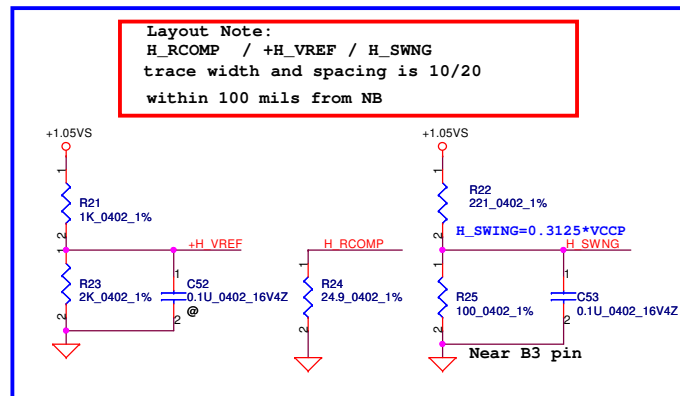 Layout Note:
H_RCOMP / +H_VREF / H_SWNG
trace width and spacing is 10/20
within 100 mils from NB
+1.05VS
+1.05VS
1
R21
1K_0402_1%
2
+H_VREF
1
R23
2K_0402_1%
2
1
C52
0.1U_0402_16V4Z
@
2
H_RCOMP
1
R24
24.9_0402_1%
2
1
R22
221_0402_1%
2
H_SWING=0.3125*VCCP
H_SWNG
1
R25
100_0402_1%
2
1
C53
0.1U_0402_16V4Z
2
Near B3 pin